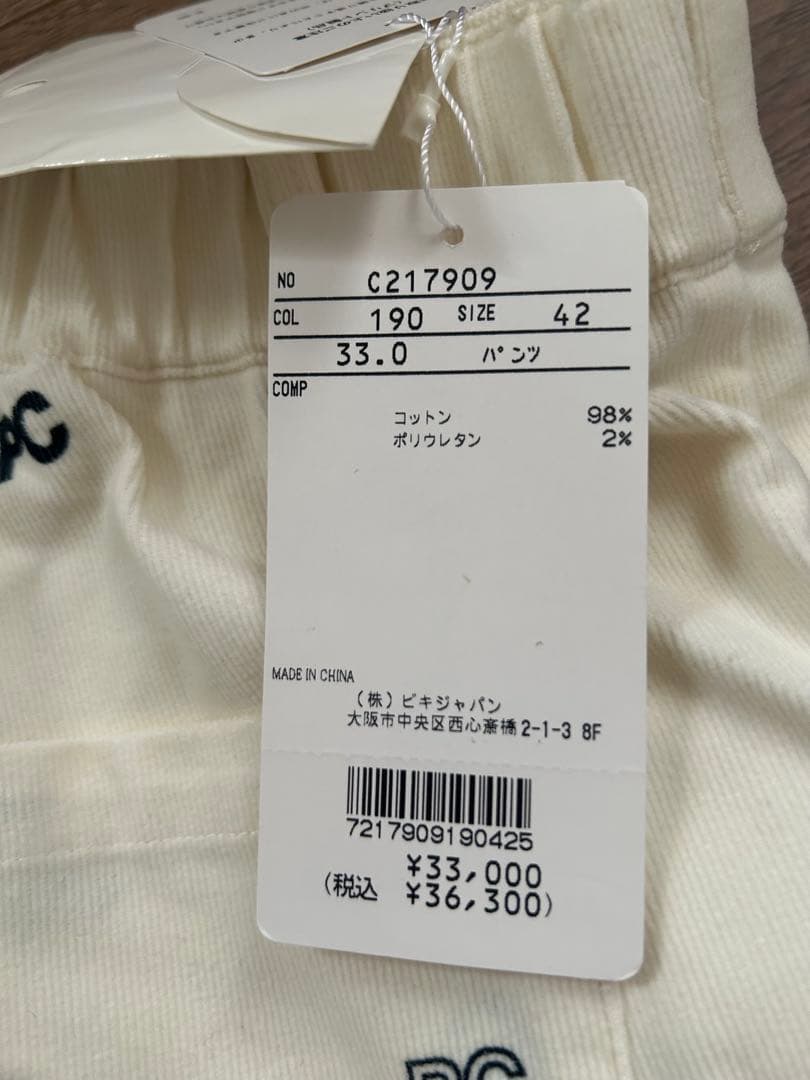 NO C217909
COL 190 SIZE 42
33.0 パンツ
COMP
コットン 98%
ポリウレタン 2%
MADE IN CHINA
(株)ビキジャパン
大阪市中央区西心斎橋2-1-3 8F
7217909190425
¥33,000
(税込 ¥36,300)
PC
PC